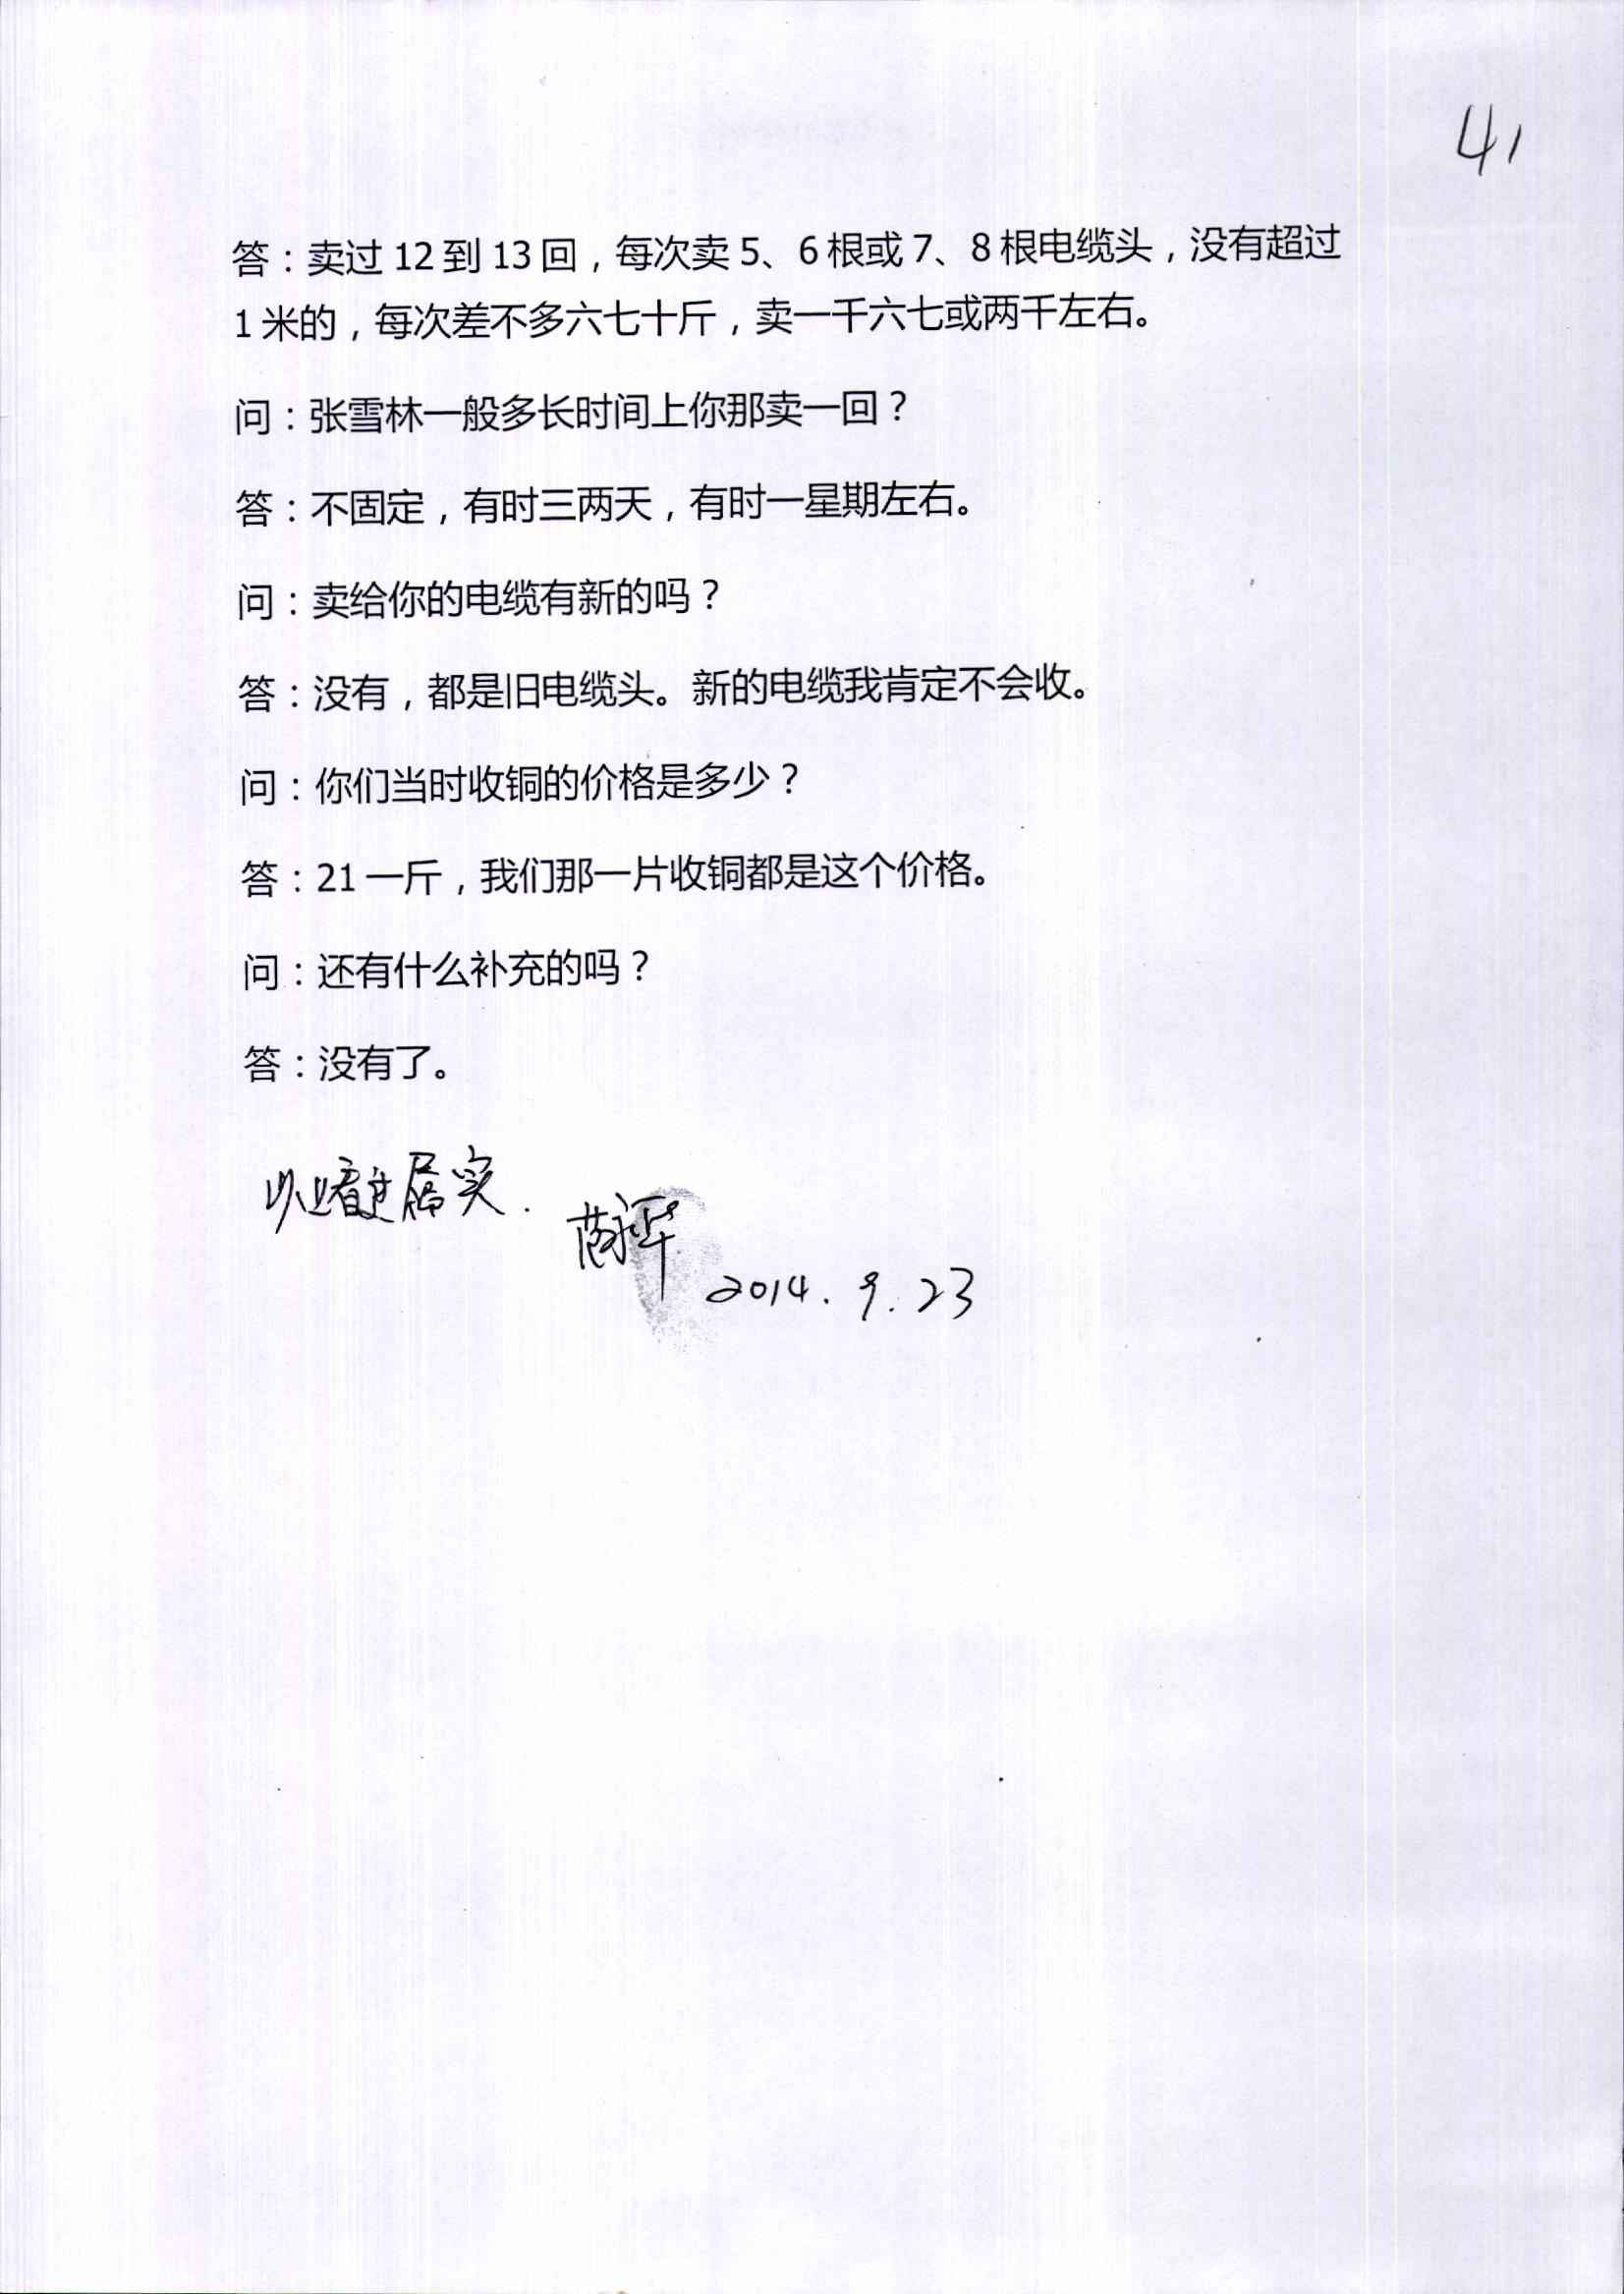 41
答：卖过 12 到 13 回，每次卖 5、6 根或 7、8 根电缆头，没有超过
1 米的，每次差不多六七十斤，卖一千六七或两千左右。
问：张雪林一般多长时间上你那卖一回？
答：不固定，有时三两天，有时一星期左右。
问：卖给你的电缆有新的吗？
答：没有，都是旧电缆头。新的电缆我肯定不会收。
问：你们当时收铜的价格是多少？
答：21 一斤，我们那一片收铜都是这个价格。
问：还有什么补充的吗？
答：没有了。
以上看过属实.
2014.9.23